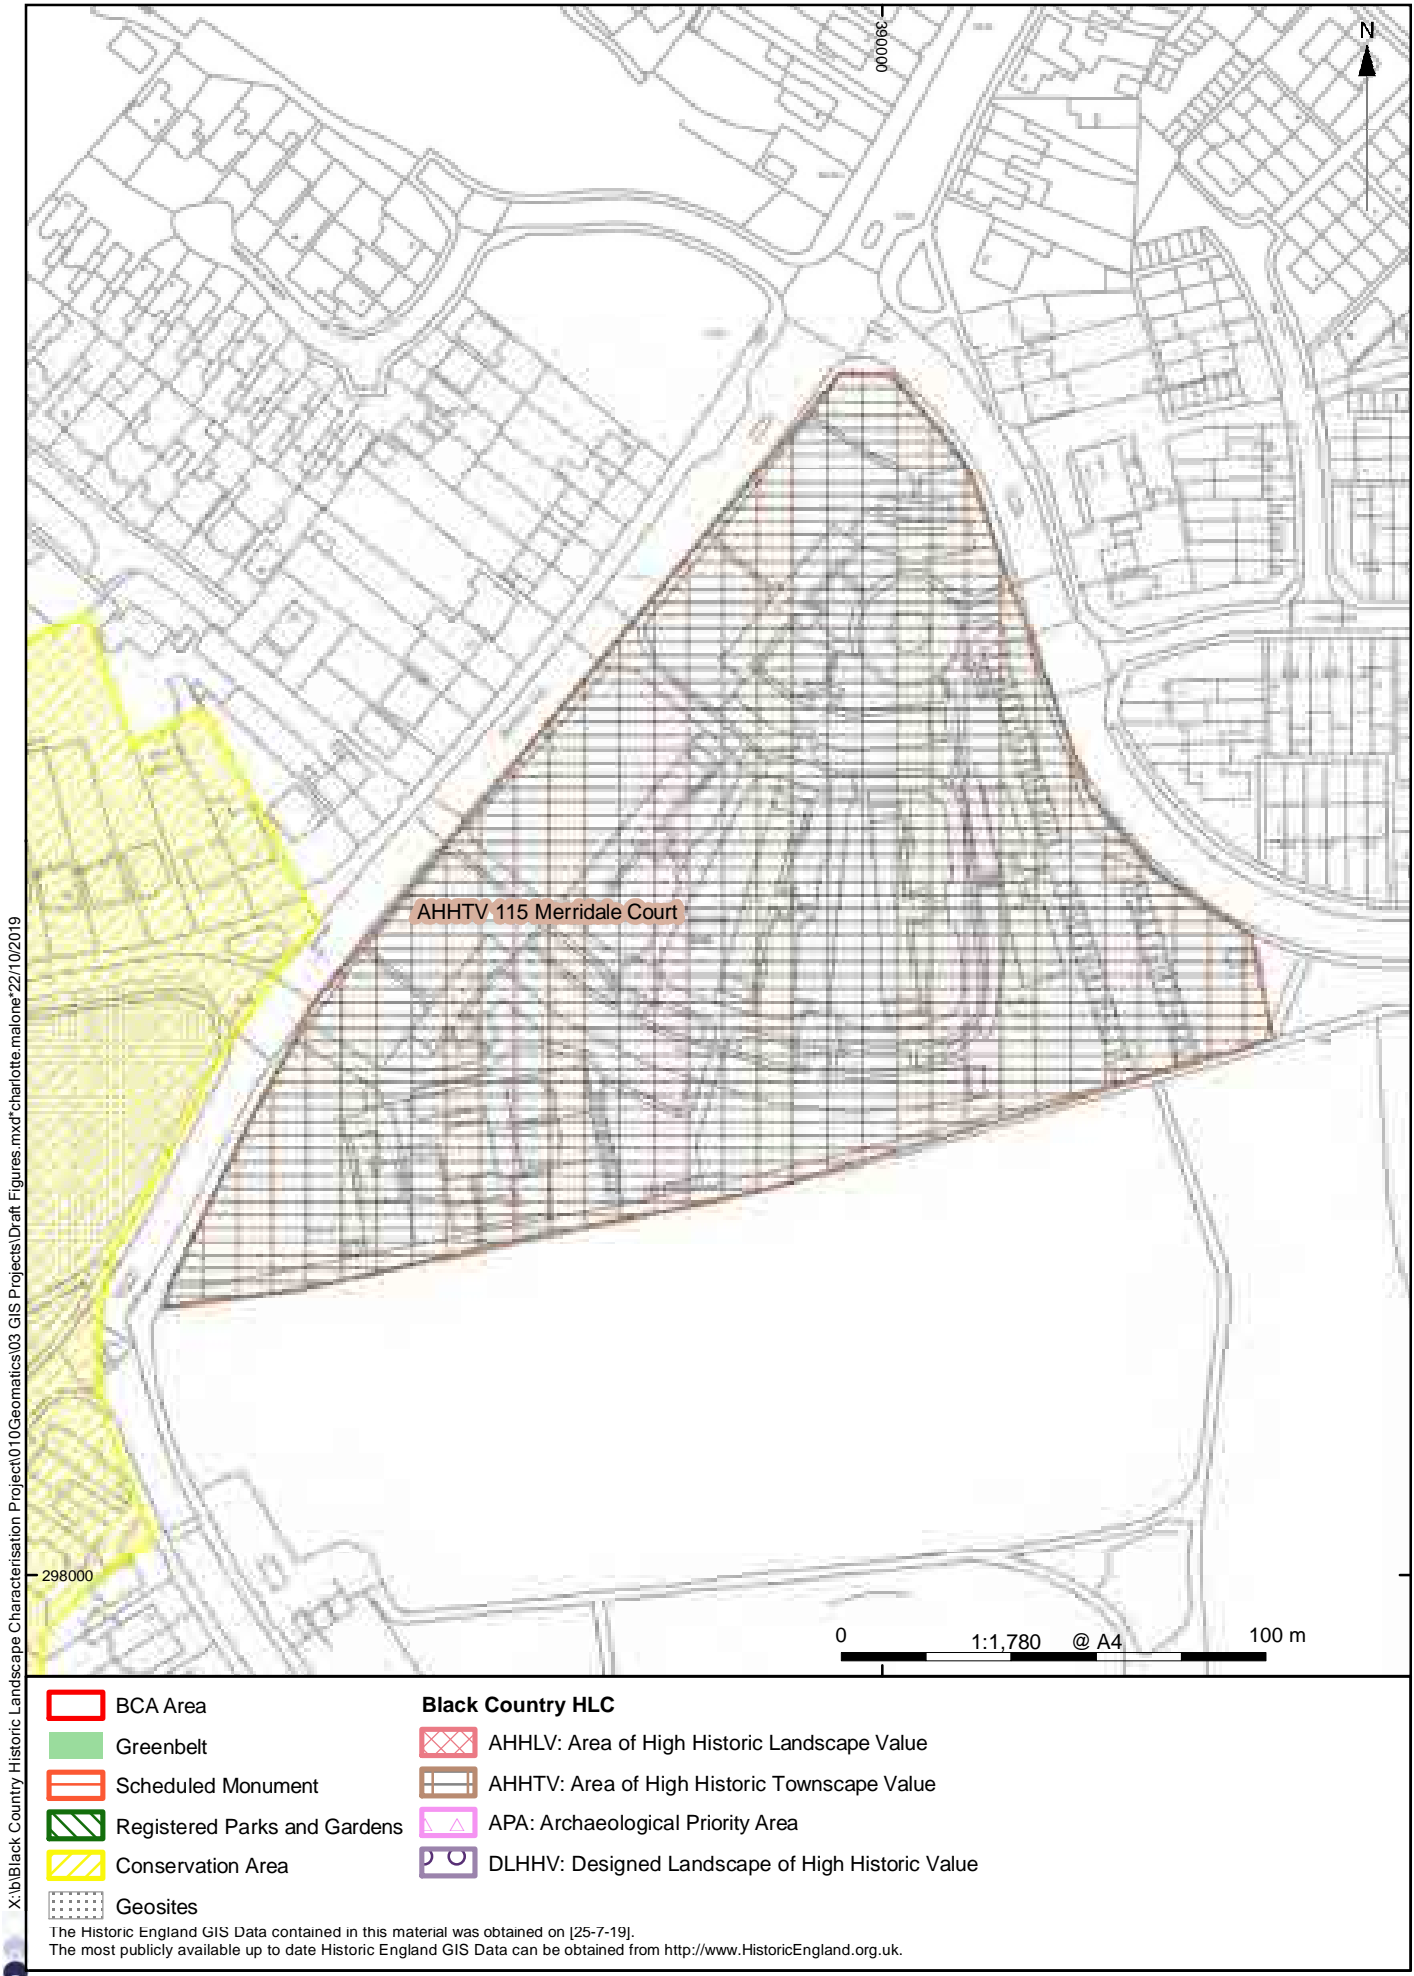 390000
N
AHHTV 115 Merridale Court
298000
0 1:1,780 @ A4 100 m
X:\b\Black Country Historic Landscape Characterisation Project\010Geomatics\03 GIS Projects\Draft Figures.mxd*charlotte.malone*22/10/2019
BCA Area
Greenbelt
Scheduled Monument
Registered Parks and Gardens
Conservation Area
Geosites
Black Country HLC
AHHLV: Area of High Historic Landscape Value
AHHTV: Area of High Historic Townscape Value
APA: Archaeological Priority Area
DLHHV: Designed Landscape of High Historic Value
The Historic England GIS Data contained in this material was obtained on [25-7-19].
The most publicly available up to date Historic England GIS Data can be obtained from http://www.HistoricEngland.org.uk.